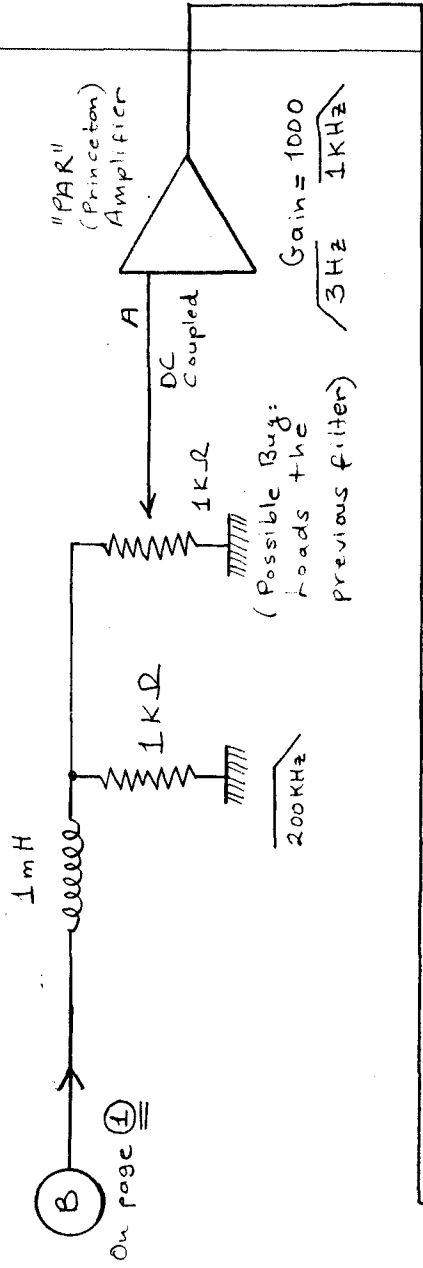 B
On page ①
1mH
1KΩ
200KHz
1KΩ
(Possible Bug:
Loads the
previous filter)
A
DC
Coupled
"PAR"
(Princeton)
Amplifier
Gain = 1000
3Hz 1KHz